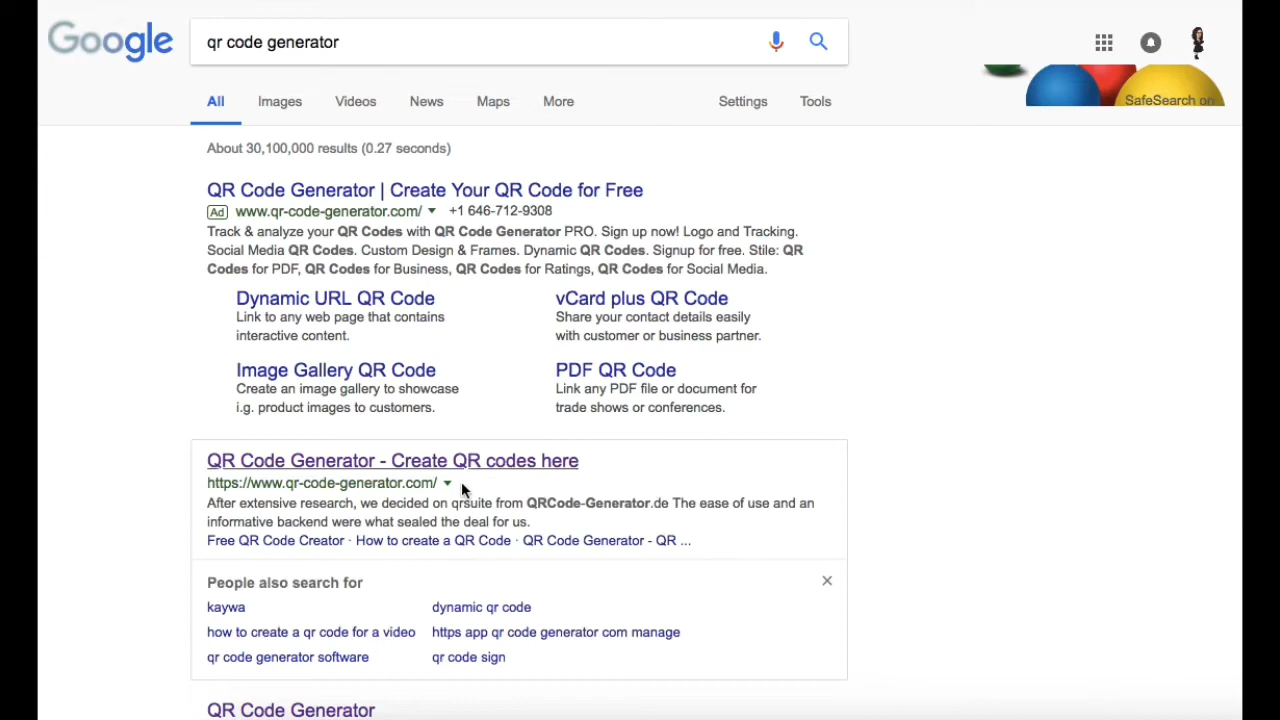 Google
qr code generator
All Images Videos News Maps More Settings Tools
SafeSearch on
About 30,100,000 results (0.27 seconds)
QR Code Generator | Create Your QR Code for Free
Ad www.qr-code-generator.com/ +1 646-712-9308
Track & analyze your QR Codes with QR Code Generator PRO. Sign up now! Logo and Tracking.
Social Media QR Codes. Custom Design & Frames. Dynamic QR Codes. Signup for free. Stile: QR
Codes for PDF, QR Codes for Business, QR Codes for Ratings, QR Codes for Social Media.
Dynamic URL QR Code
Link to any web page that contains
interactive content.
vCard plus QR Code
Share your contact details easily
with customer or business partner.
Image Gallery QR Code
Create an image gallery to showcase
i.g. product images to customers.
PDF QR Code
Link any PDF file or document for
trade shows or conferences.
QR Code Generator - Create QR codes here
https://www.qr-code-generator.com/
After extensive research, we decided on qrsuite from QRCode-Generator.de The ease of use and an
informative backend were what sealed the deal for us.
Free QR Code Creator · How to create a QR Code · QR Code Generator - QR ...
People also search for
kaywa dynamic qr code
how to create a qr code for a video https app qr code generator com manage
qr code generator software qr code sign
QR Code Generator